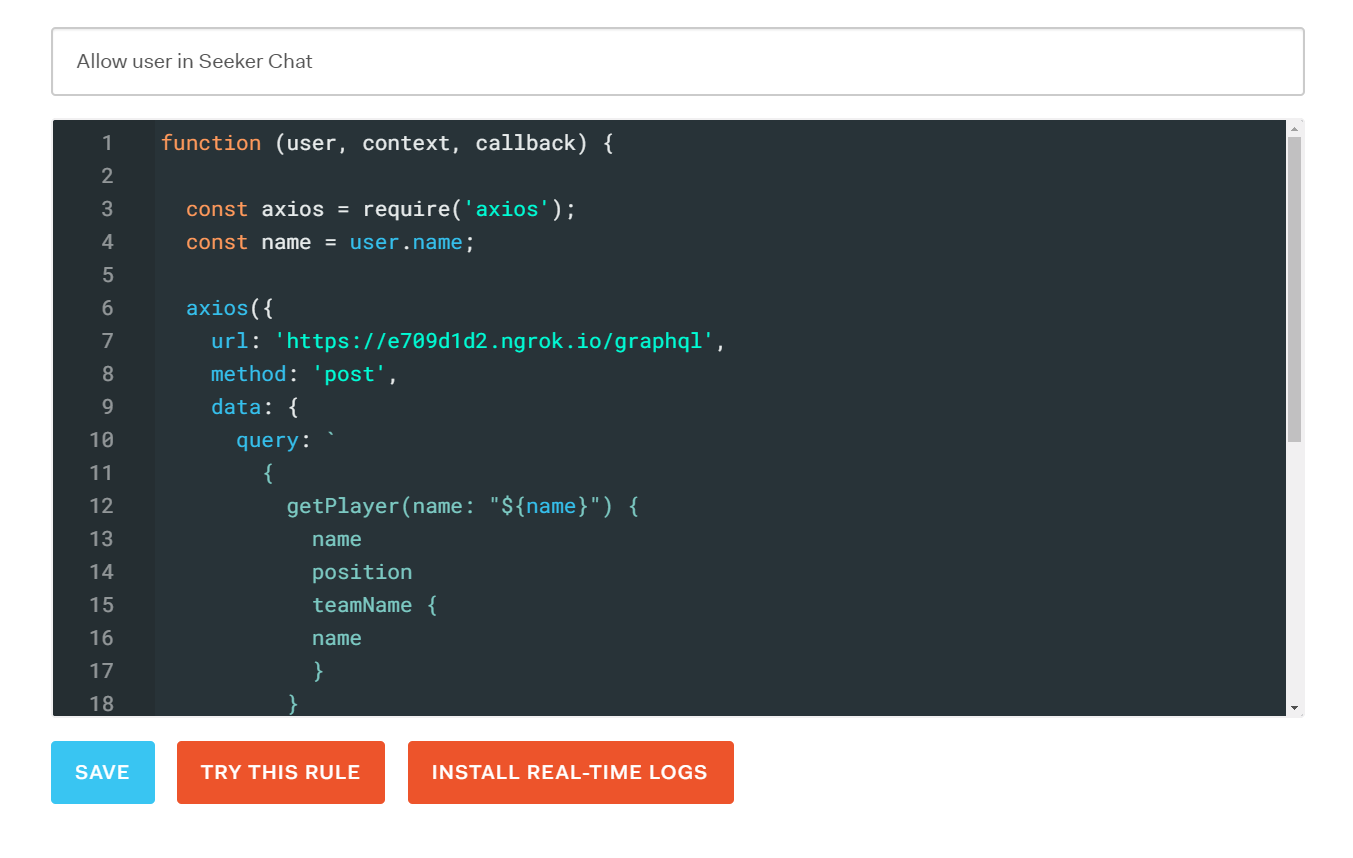 Allow user in Seeker Chat
1 function (user, context, callback) {
2
3 const axios = require('axios');
4 const name = user.name;
5
6 axios({
7 url: 'https://e709d1d2.ngrok.io/graphql',
8 method: 'post',
9 data: {
10 query: `
11 {
12 getPlayer(name: "${name}") {
13 name
14 position
15 teamName {
16 name
17 }
18 }
SAVE TRY THIS RULE INSTALL REAL-TIME LOGS